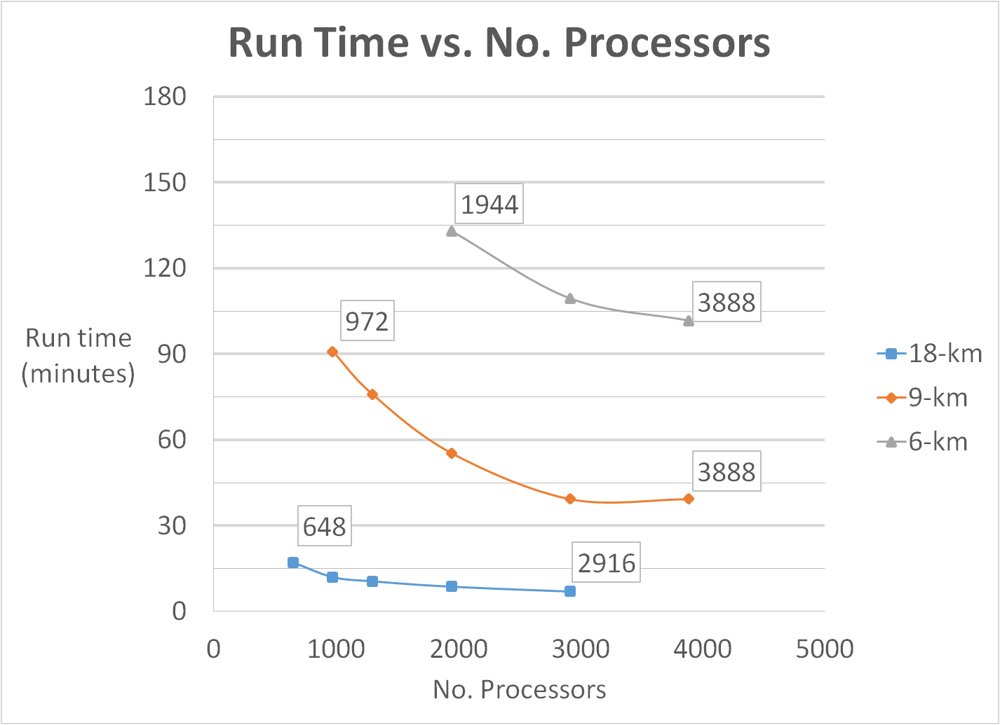 Run Time vs. No. Processors
180
150
120
90
60
30
0
Run time
(minutes)
1944
3888
972
3888
648
2916
18-km
9-km
6-km
0 1000 2000 3000 4000 5000
No. Processors